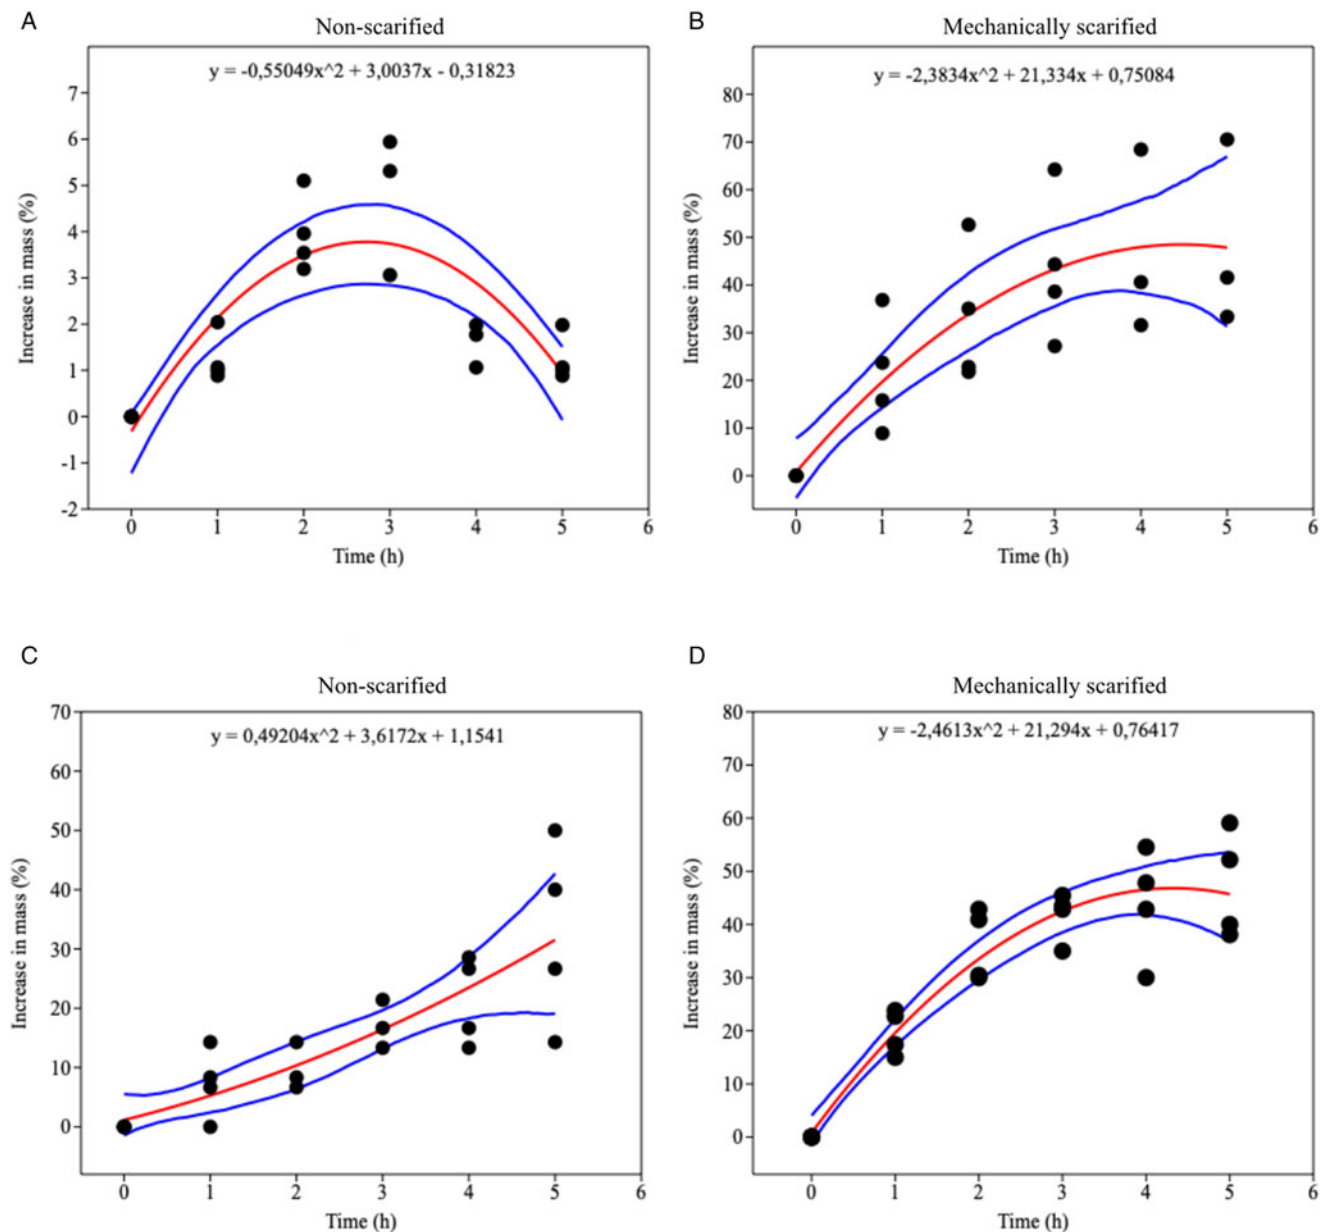 A
Non-scarified
y = -0,55049x^2 + 3,0037x - 0,31823
Increase in mass (%)
7
6
5
4
3
2
1
0
-1
-2
0 1 2 3 4 5 6
Time (h)
B
Mechanically scarified
y = -2,3834x^2 + 21,334x + 0,75084
Increase in mass (%)
80
70
60
50
40
30
20
10
0
0 1 2 3 4 5 6
Time (h)
C
Non-scarified
y = 0,49204x^2 + 3,6172x + 1,1541
Increase in mass (%)
70
60
50
40
30
20
10
0
0 1 2 3 4 5 6
Time (h)
D
Mechanically scarified
y = -2,4613x^2 + 21,294x + 0,76417
Increase in mass (%)
80
70
60
50
40
30
20
10
0
0 1 2 3 4 5 6
Time (h)